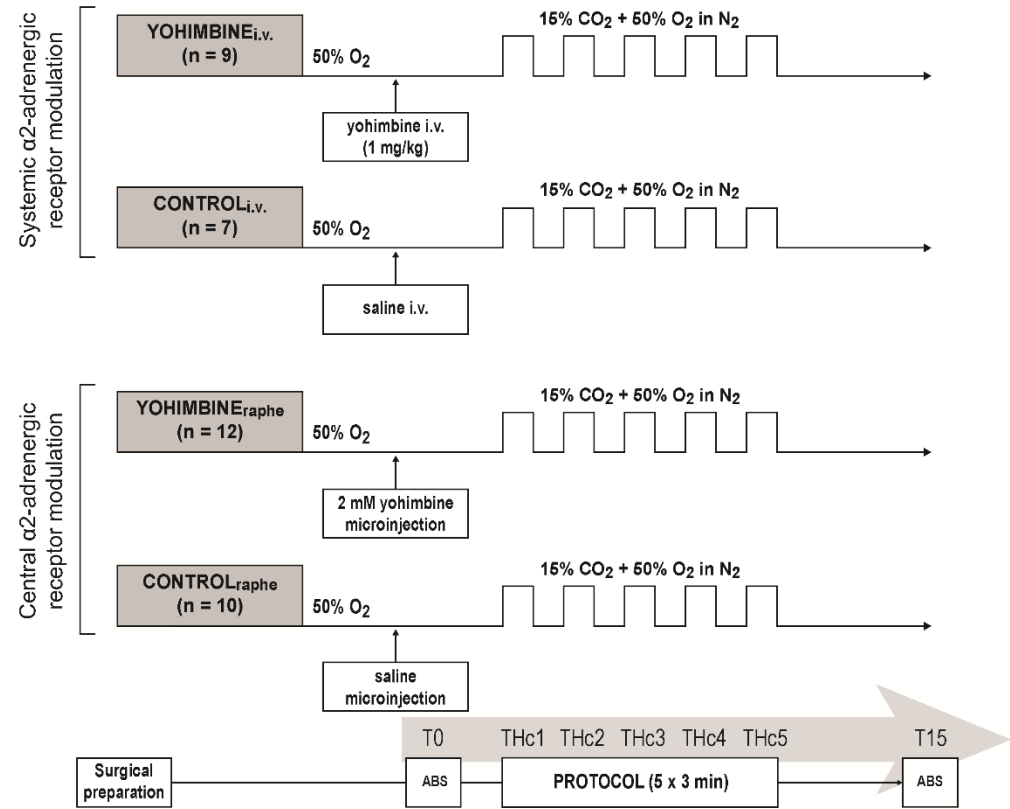 Systemic α2-adrenergic
receptor modulation
YOHIMBINEi.v.
(n = 9)
50% O2
15% CO2 + 50% O2 in N2
yohimbine i.v.
(1 mg/kg)
CONTROLi.v.
(n = 7)
50% O2
15% CO2 + 50% O2 in N2
saline i.v.
Central α2-adrenergic
receptor modulation
YOHIMBINEraphe
(n = 12)
50% O2
15% CO2 + 50% O2 in N2
2 mM yohimbine
microinjection
CONTROLraphe
(n = 10)
50% O2
15% CO2 + 50% O2 in N2
saline
microinjection
T0 THc1 THc2 THc3 THc4 THc5 T15
Surgical
preparation
ABS
PROTOCOL (5 x 3 min)
ABS